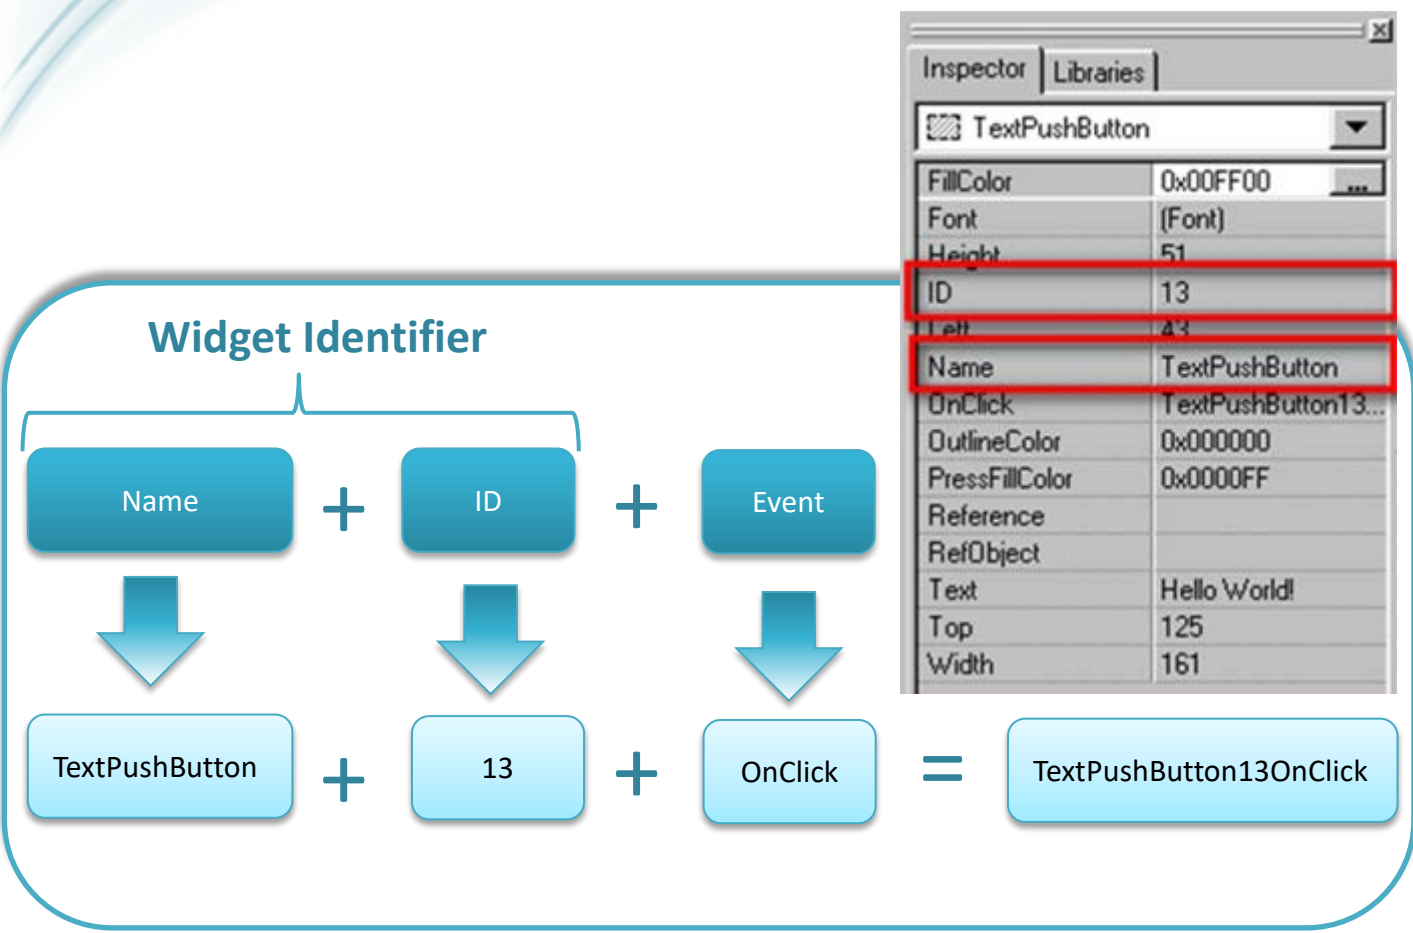 Inspector Libraries
TextPushButton
FillColor 0x00FF00 ...
Font (Font)
Height 51
ID 13
Left 43
Name TextPushButton
OnClick TextPushButton13...
OutlineColor 0x000000
PressFillColor 0x0000FF
Reference
RefObject
Text Hello World!
Top 125
Width 161
Widget Identifier
Name + ID + Event
TextPushButton + 13 + OnClick = TextPushButton13OnClick